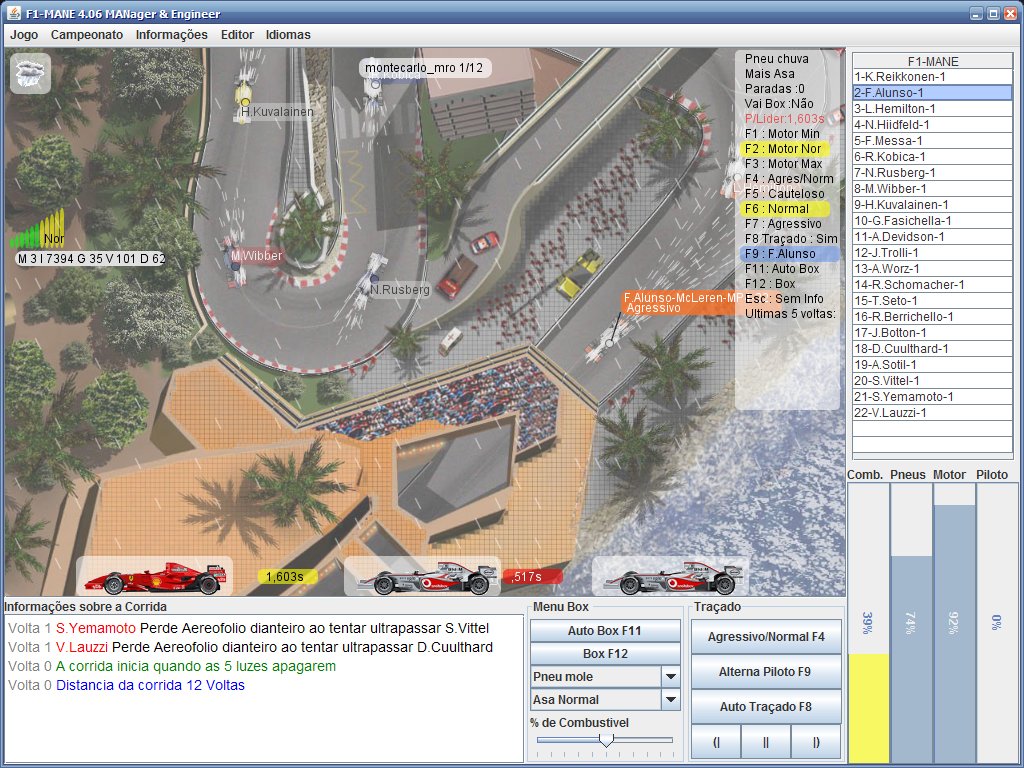 F1-MANE 4.06 MANager & Engineer
Jogo Campeonato Informações Editor Idiomas
montecarlo_mro 1/12
H.Kuvalainen
Nor
M 3 I 7394 G 35 V 101 D 62
M.Wibber
N.Rusberg
F.Alunso-McLeren-MP
Agressivo
Pneu chuva
Mais Asa
Paradas :0
Vai Box :Não
P/Lider:1,603s
F1 : Motor Min
F2 : Motor Nor
F3 : Motor Max
F4 : Agres/Norm
F5 : Cauteloso
F6 : Normal
F7 : Agressivo
F8 Traçado : Sim
F9 : F.Alunso
F11: Auto Box
F12 : Box
Esc : Sem Info
Ultimas 5 voltas:
F1-MANE
1-K.Reikkonen-1
2-F.Alunso-1
3-L.Hemilton-1
4-N.Hiidfeld-1
5-F.Messa-1
6-R.Kobica-1
7-N.Rusberg-1
8-M.Wibber-1
9-H.Kuvalainen-1
10-G.Fasichella-1
11-A.Devidson-1
12-J.Trolli-1
13-A.Worz-1
14-R.Schomacher-1
15-T.Seto-1
16-R.Berrichello-1
17-J.Botton-1
18-D.Cuulthard-1
19-A.Sotil-1
20-S.Vittel-1
21-S.Yemamoto-1
22-V.Lauzzi-1
Comb. Pneus Motor Piloto
39% 74% 92% 0%
1,603s
,517s
Informações sobre a Corrida
Volta 1 S.Yemamoto Perde Aereofolio dianteiro ao tentar ultrapassar S.Vittel
Volta 1 V.Lauzzi Perde Aereofolio dianteiro ao tentar ultrapassar D.Cuulthard
Volta 0 A corrida inicia quando as 5 luzes apagarem
Volta 0 Distancia da corrida 12 Voltas
Menu Box
Auto Box F11
Box F12
Pneu mole
Asa Normal
% de Combustivel
Traçado
Agressivo/Normal F4
Alterna Piloto F9
Auto Traçado F8
(| || |)